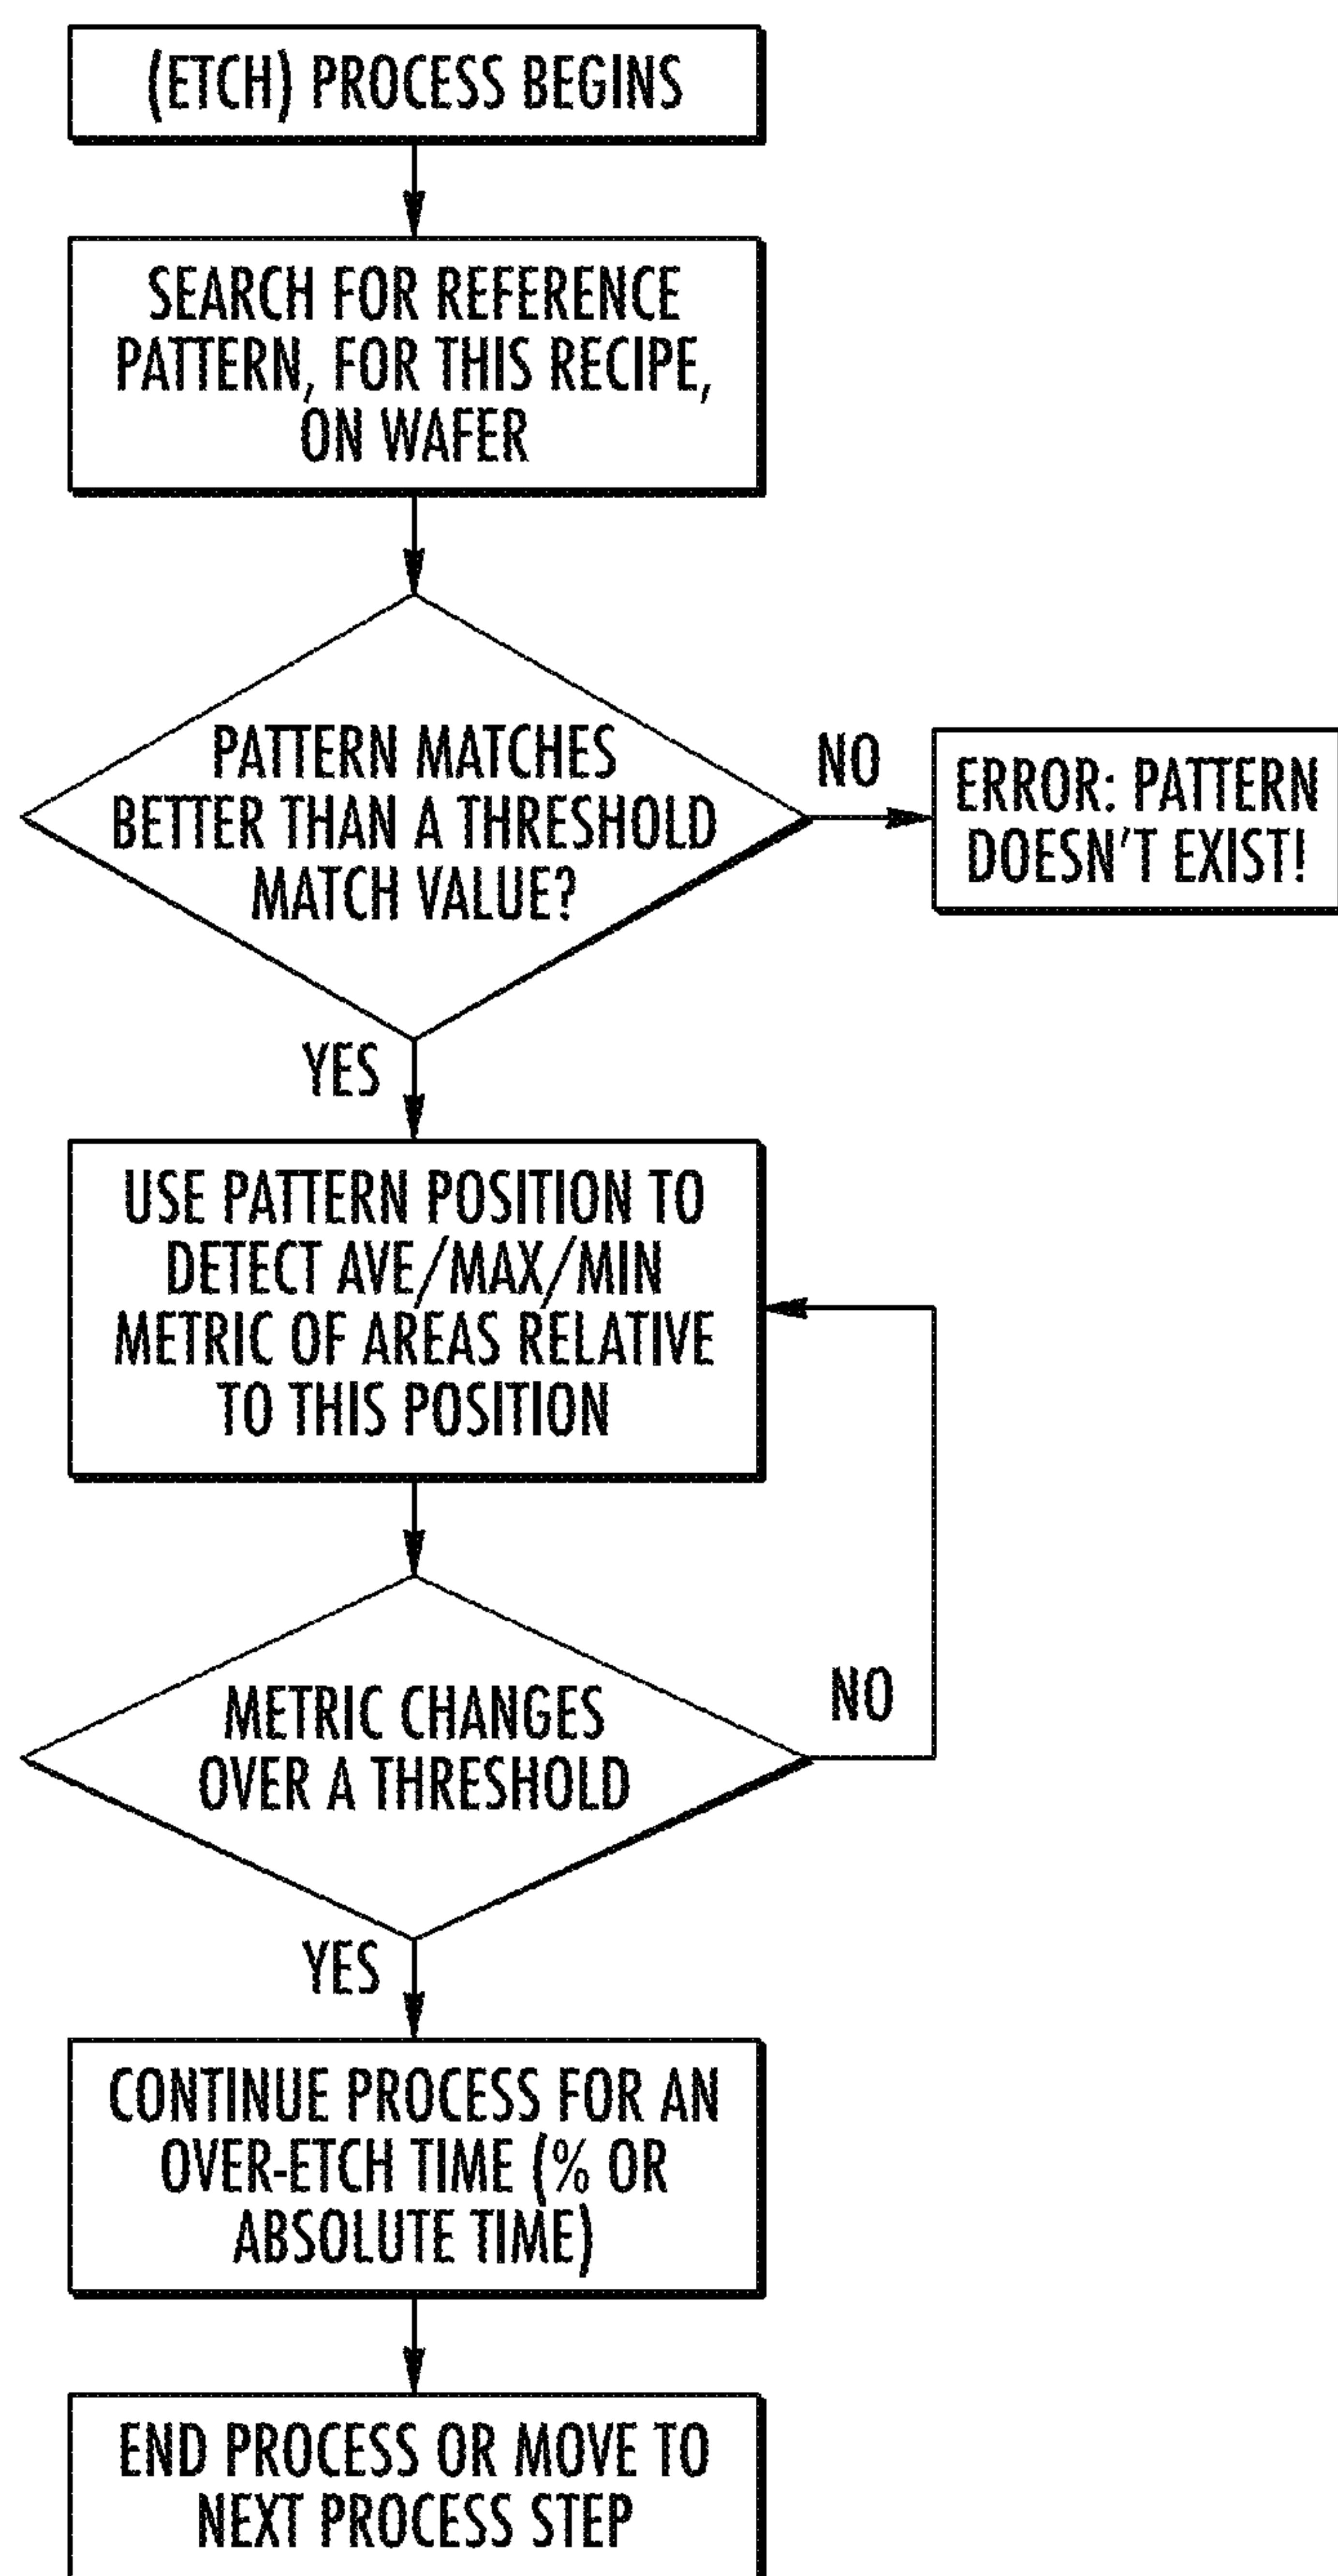 (ETCH) PROCESS BEGINS
SEARCH FOR REFERENCE
PATTERN, FOR THIS RECIPE,
ON WAFER
PATTERN MATCHES
BETTER THAN A THRESHOLD
MATCH VALUE?
NO
ERROR: PATTERN
DOESN'T EXIST!
YES
USE PATTERN POSITION TO
DETECT AVE/MAX/MIN
METRIC OF AREAS RELATIVE
TO THIS POSITION
METRIC CHANGES
OVER A THRESHOLD
NO
YES
CONTINUE PROCESS FOR AN
OVER-ETCH TIME (% OR
ABSOLUTE TIME)
END PROCESS OR MOVE TO
NEXT PROCESS STEP